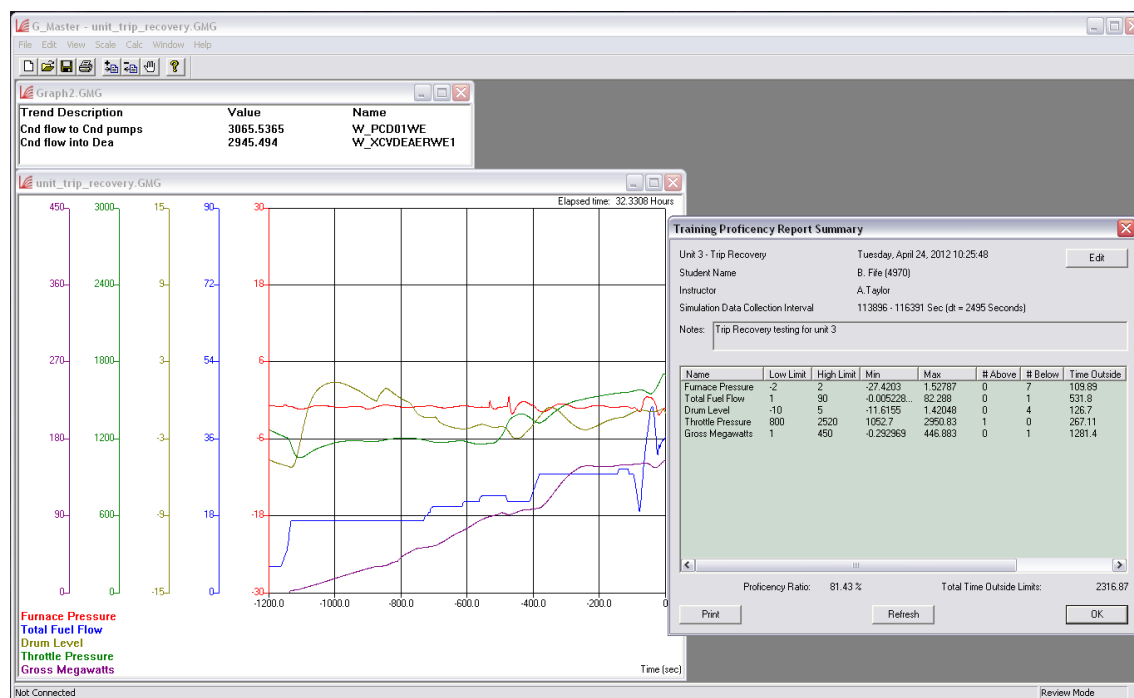 G_Master - unit_trip_recovery.GMG
File Edit View Scale Calc Window Help
Graph2.GMG
Trend Description Value Name
Cnd flow to Cnd pumps 3065.5365 W_PCD01WE
Cnd flow into Dea 2945.494 W_XCVDEAERWE1
unit_trip_recovery.GMG
Elapsed time: 32.3308 Hours
450 3000 15 90 30
360 2400 9 72 18
270 1800 3 54 6
180 1200 -3 36 -6
90 600 -9 18 -18
0 0 -15 0 -30
-1200.0 -1000.0 -800.0 -600.0 -400.0 -200.0 0
Furnace Pressure
Total Fuel Flow
Drum Level
Throttle Pressure
Gross Megawatts
Time (sec)
Training Proficency Report Summary
Unit 3 - Trip Recovery Tuesday, April 24, 2012 10:25:48 Edit
Student Name B. Fife (4970)
Instructor A.Taylor
Simulation Data Collection Interval 113896 - 116391 Sec (dt = 2495 Seconds)
Notes: Trip Recovery testing for unit 3
Name Low Limit High Limit Min Max # Above # Below Time Outside
Furnace Pressure -2 2 -27.4203 1.52787 0 7 109.89
Total Fuel Flow 1 90 -0.005228... 82.288 0 1 531.8
Drum Level -10 5 -11.6155 1.42048 0 4 126.7
Throttle Pressure 800 2520 1052.7 2950.83 1 0 267.11
Gross Megawatts 1 450 -0.292969 446.883 0 1 1281.4
Proficency Ratio: 81.43 % Total Time Outside Limits: 2316.87
Print Refresh OK
Not Connected Review Mode